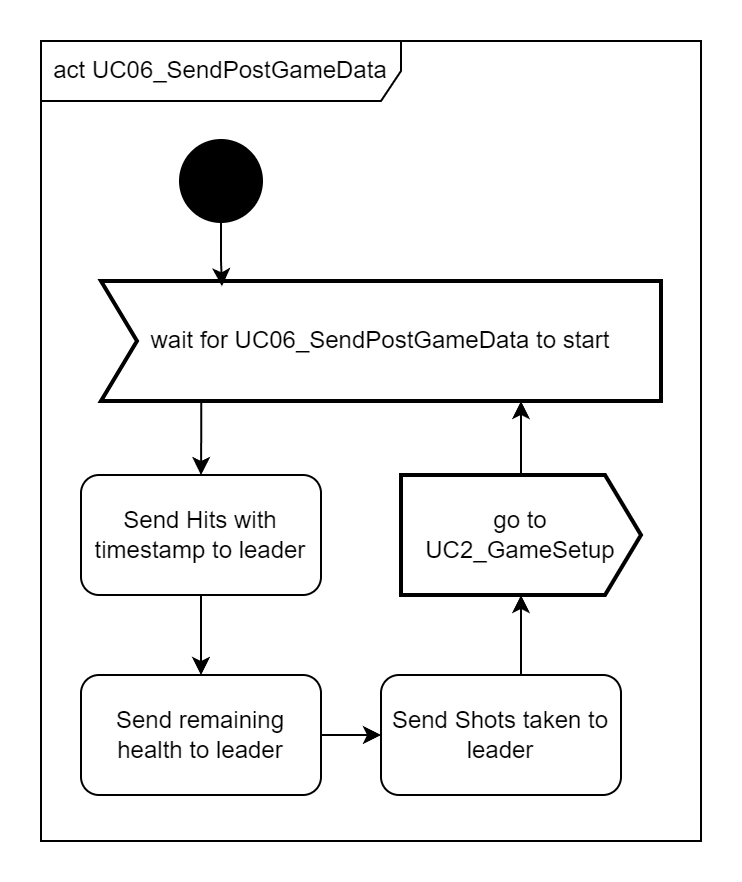 act UC06_SendPostGameData
wait for UC06_SendPostGameData to start
Send Hits with
timestamp to leader
go to
UC2_GameSetup
Send remaining
health to leader
Send Shots taken to
leader